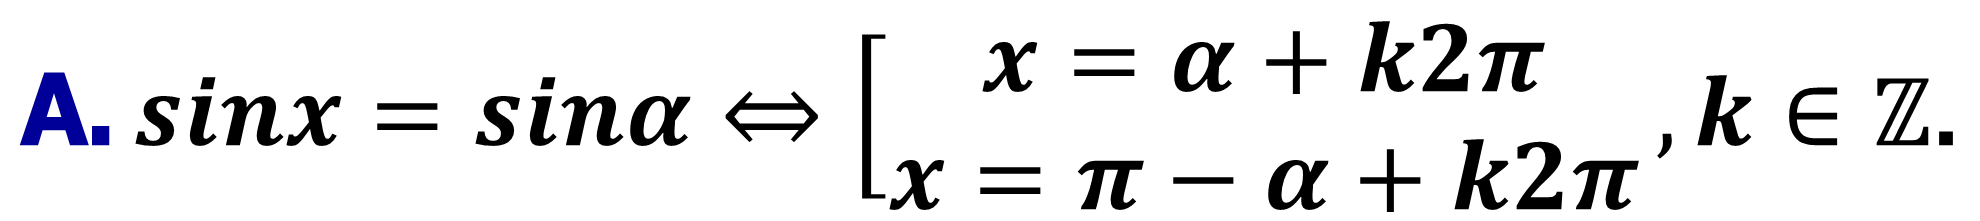 A. sinx = sinα ⇔ [ x = α + k2π
x = π − α + k2π , k ∈ ℤ.